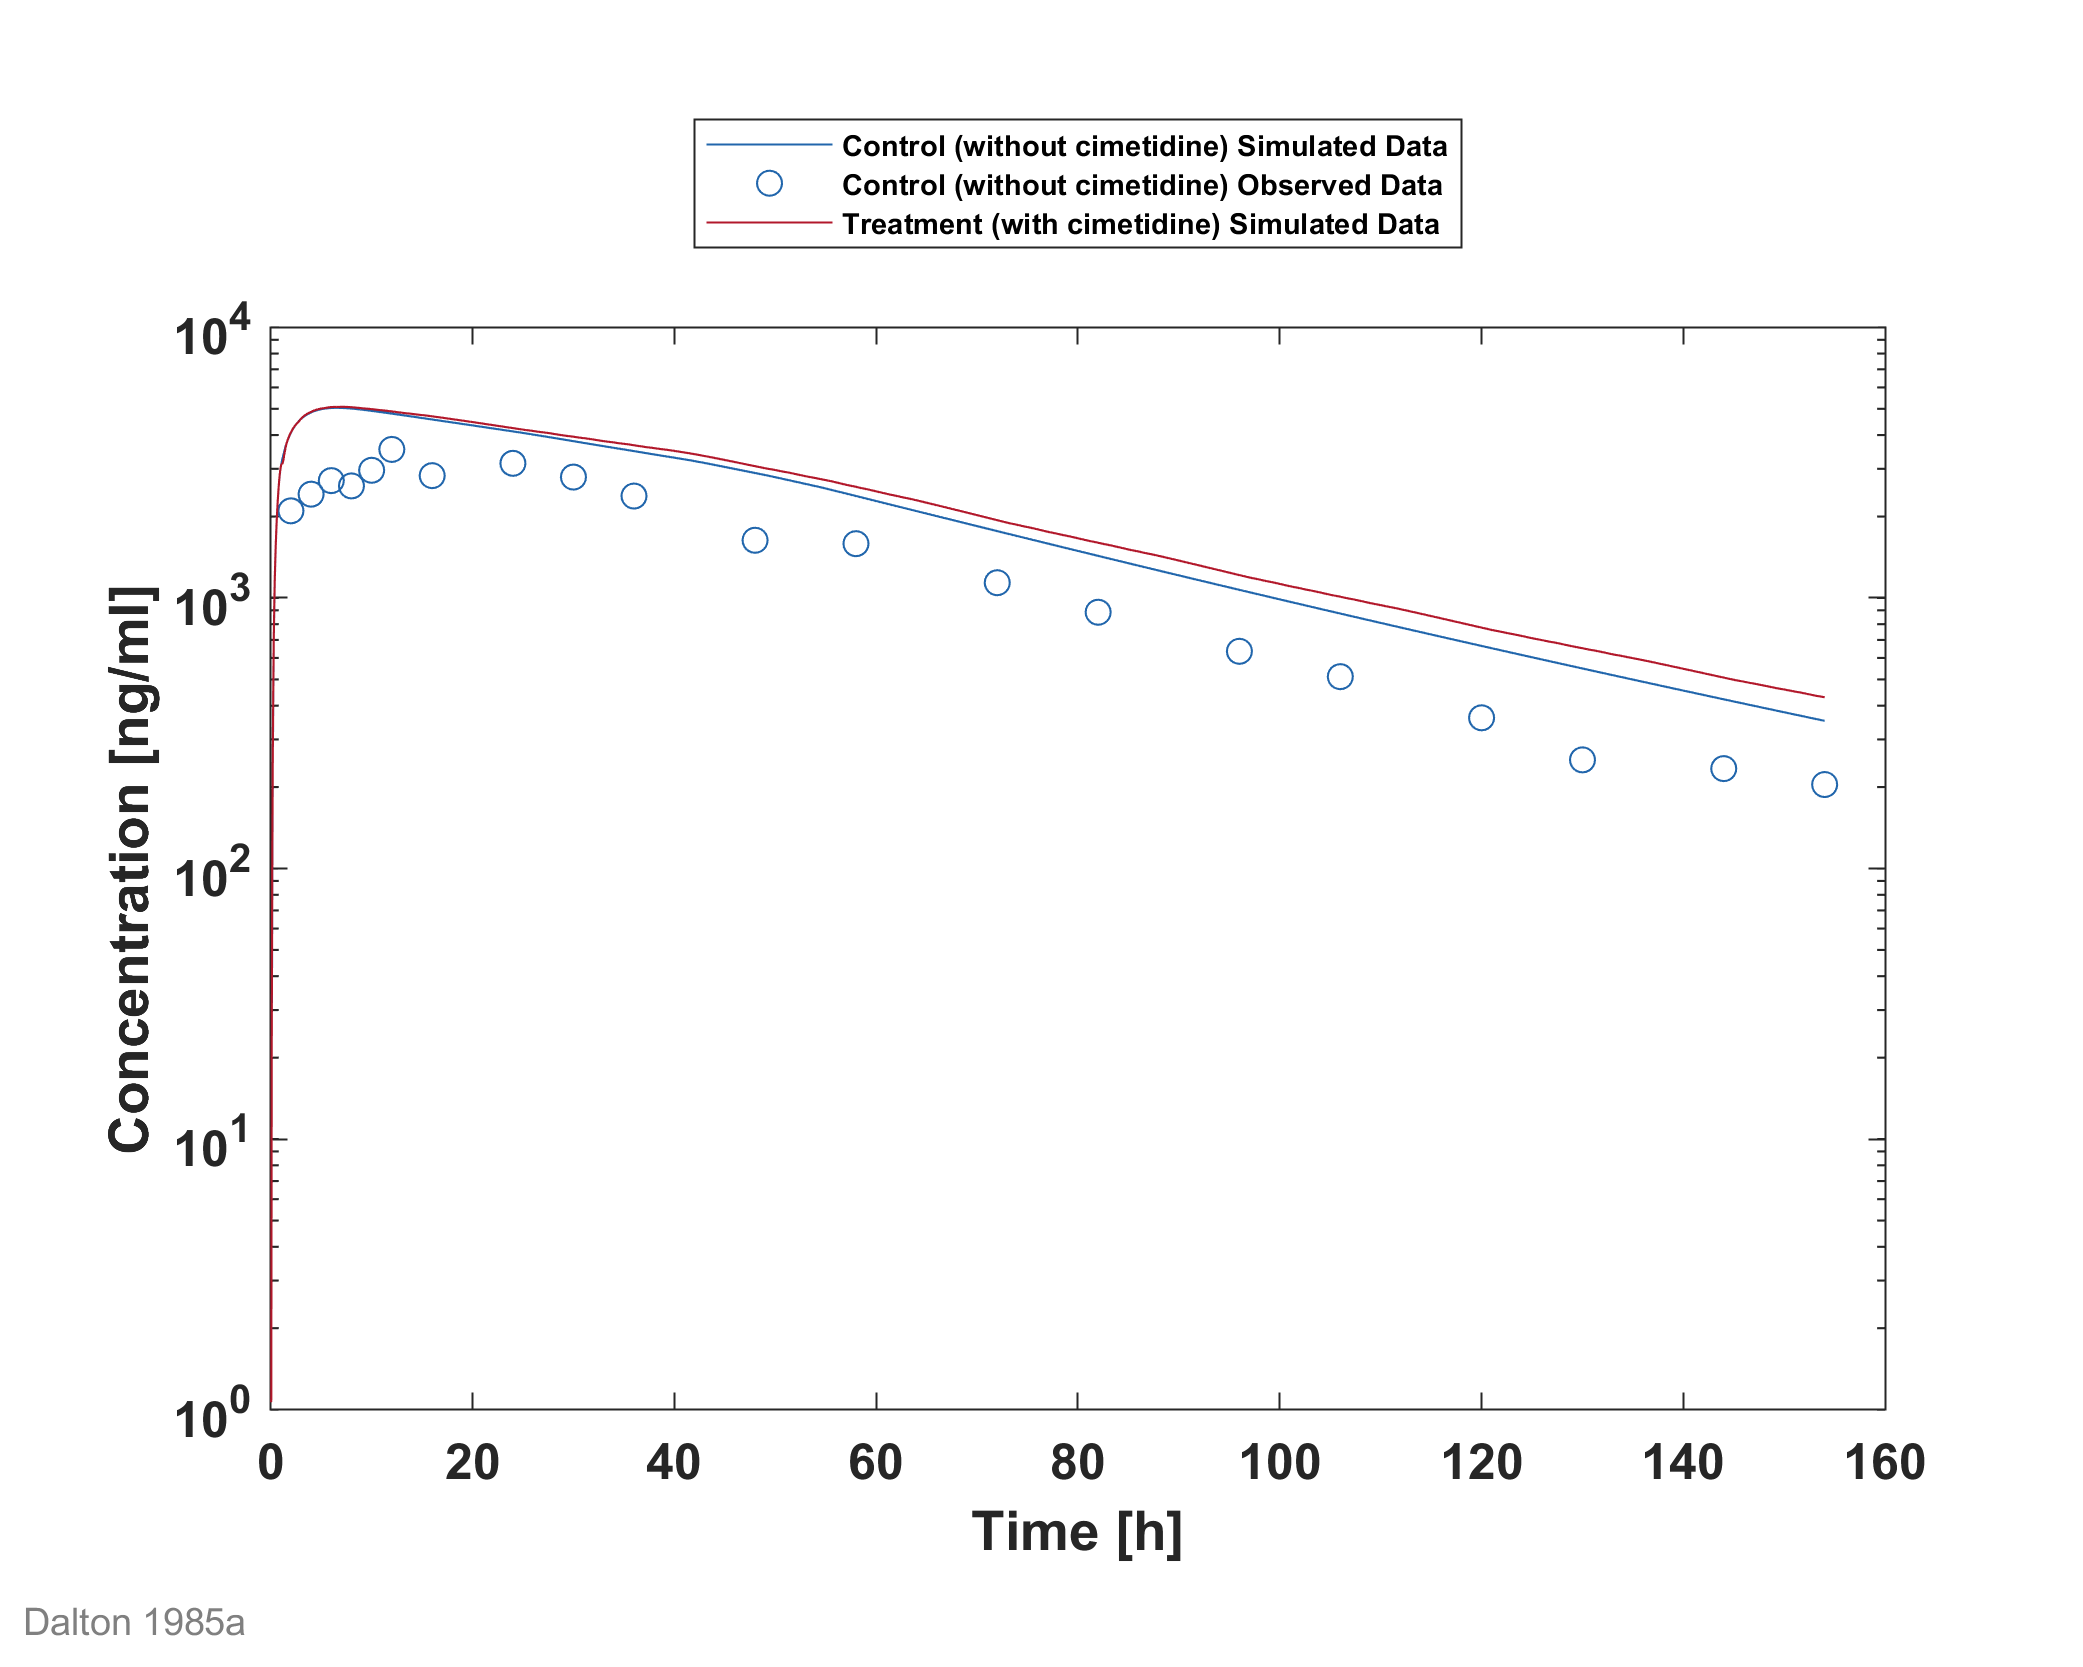 Control (without cimetidine) Simulated Data
Control (without cimetidine) Observed Data
Treatment (with cimetidine) Simulated Data
10^4
10^3
10^2
10^1
10^0
Concentration [ng/ml]
0 20 40 60 80 100 120 140 160
Time [h]
Dalton 1985a